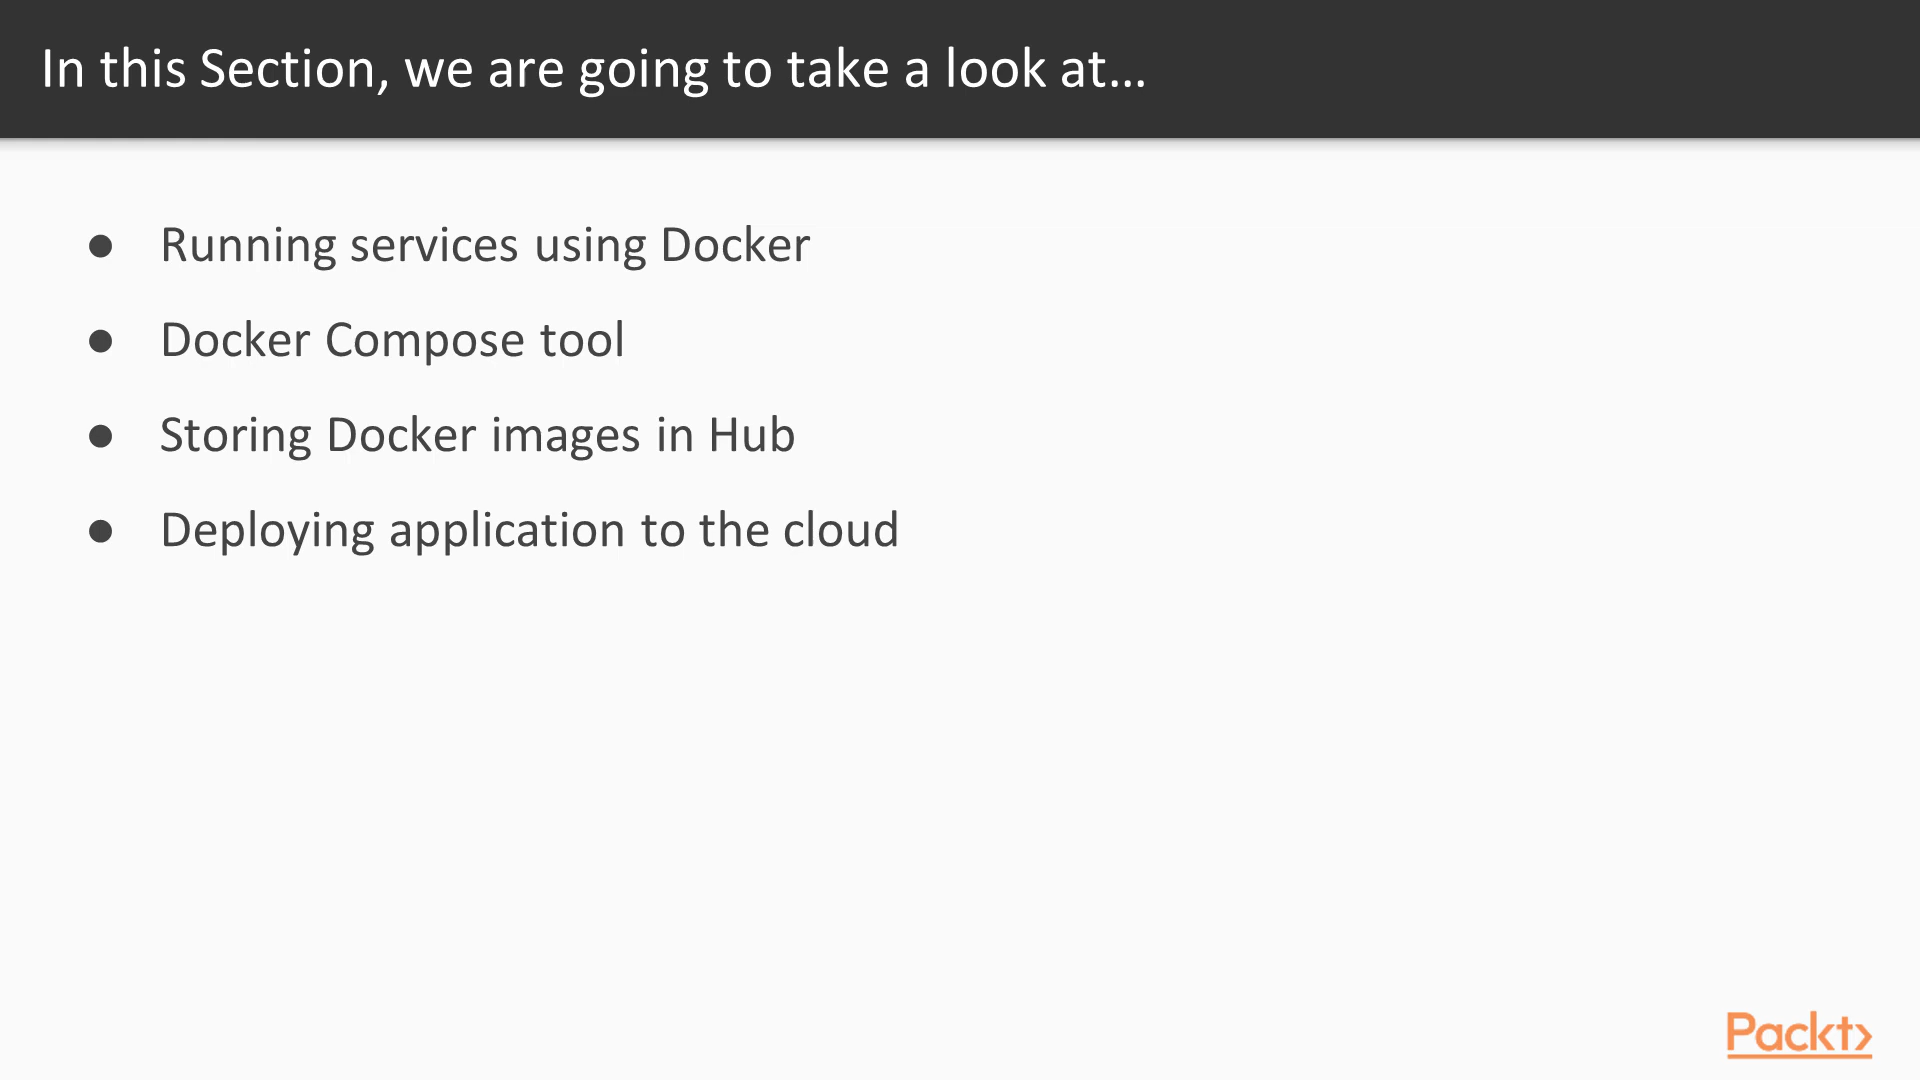 In this Section, we are going to take a look at...
● Running services using Docker
● Docker Compose tool
● Storing Docker images in Hub
● Deploying application to the cloud
Packt>